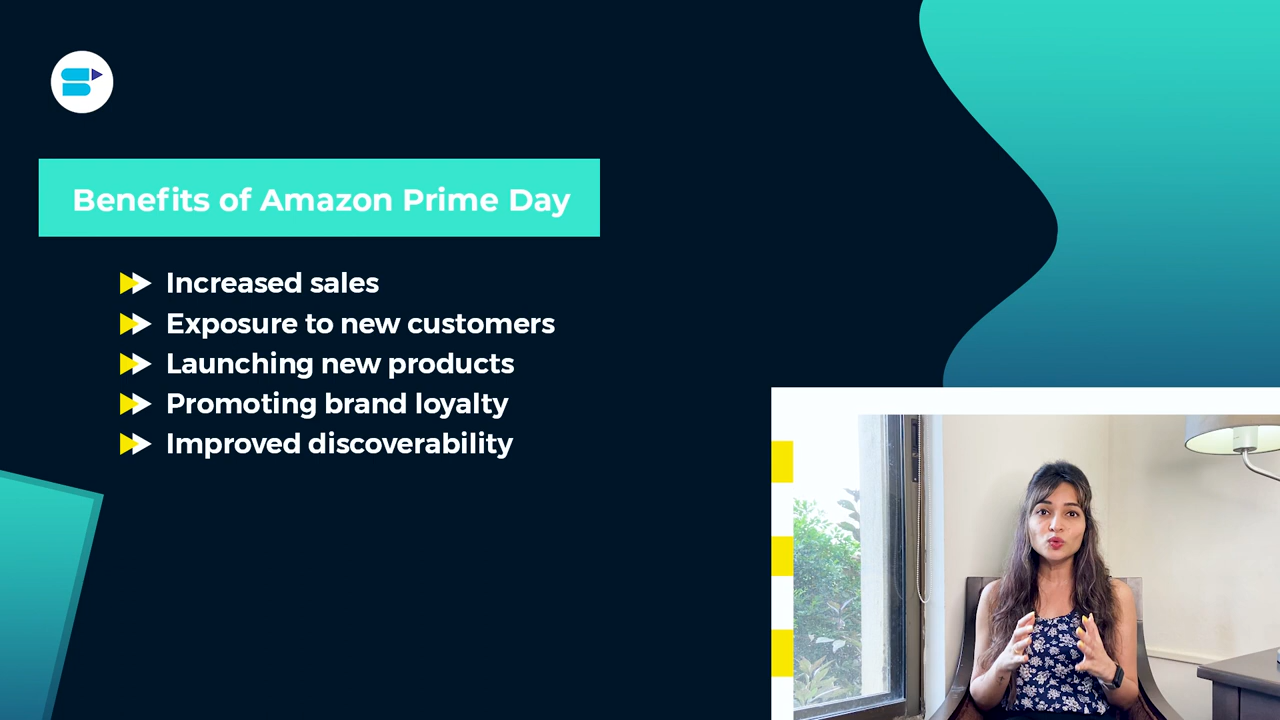 Benefits of Amazon Prime Day
Increased sales
Exposure to new customers
Launching new products
Promoting brand loyalty
Improved discoverability